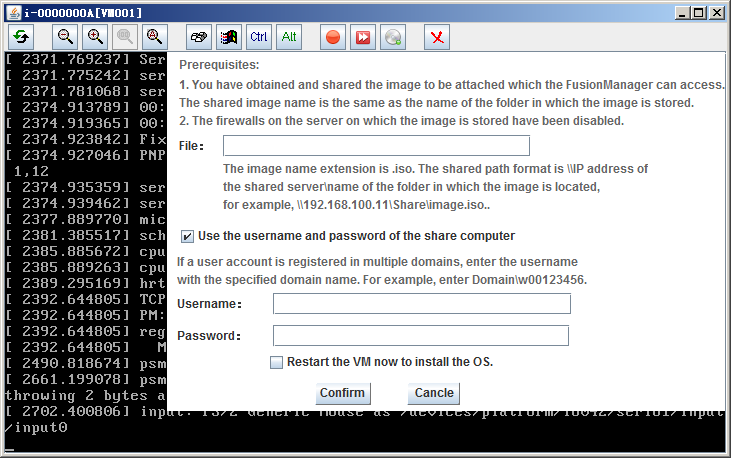 i-0000000A[VM001]
Ctrl Alt
[ 2371.769237] Ser
[ 2371.775242] ser
[ 2371.781068] ser
[ 2374.913789] 00:
[ 2374.919365] 00:
[ 2374.923842] Fix
[ 2374.927046] PNP
1,12
[ 2374.935359] ser
[ 2374.939462] ser
[ 2377.889770] mic
[ 2381.385517] sch
[ 2385.885672] cpu
[ 2385.889263] cpu
[ 2389.295169] hrt
[ 2392.644805] TCP
[ 2392.644805] PM:
[ 2392.644805] reg
[ 2392.644805] M
[ 2490.818674] psm
[ 2661.199078] psm
throwing 2 bytes a
[ 2702.400806] input: PS/2 Generic Mouse as /devices/platform/i8042/serio1/input
/input0
Prerequisites:
1. You have obtained and shared the image to be attached which the FusionManager can access.
The shared image name is the same as the name of the folder in which the image is stored.
2. The firewalls on the server on which the image is stored have been disabled.
File:
The image name extension is .iso. The shared path format is \\IP address of
the shared server\name of the folder in which the image is located,
for example, \\192.168.100.11\Share\image.iso..
Use the username and password of the share computer
If a user account is registered in multiple domains, enter the username
with the specified domain name. For example, enter Domain\w00123456.
Username:
Password:
Restart the VM now to install the OS.
Confirm Cancle